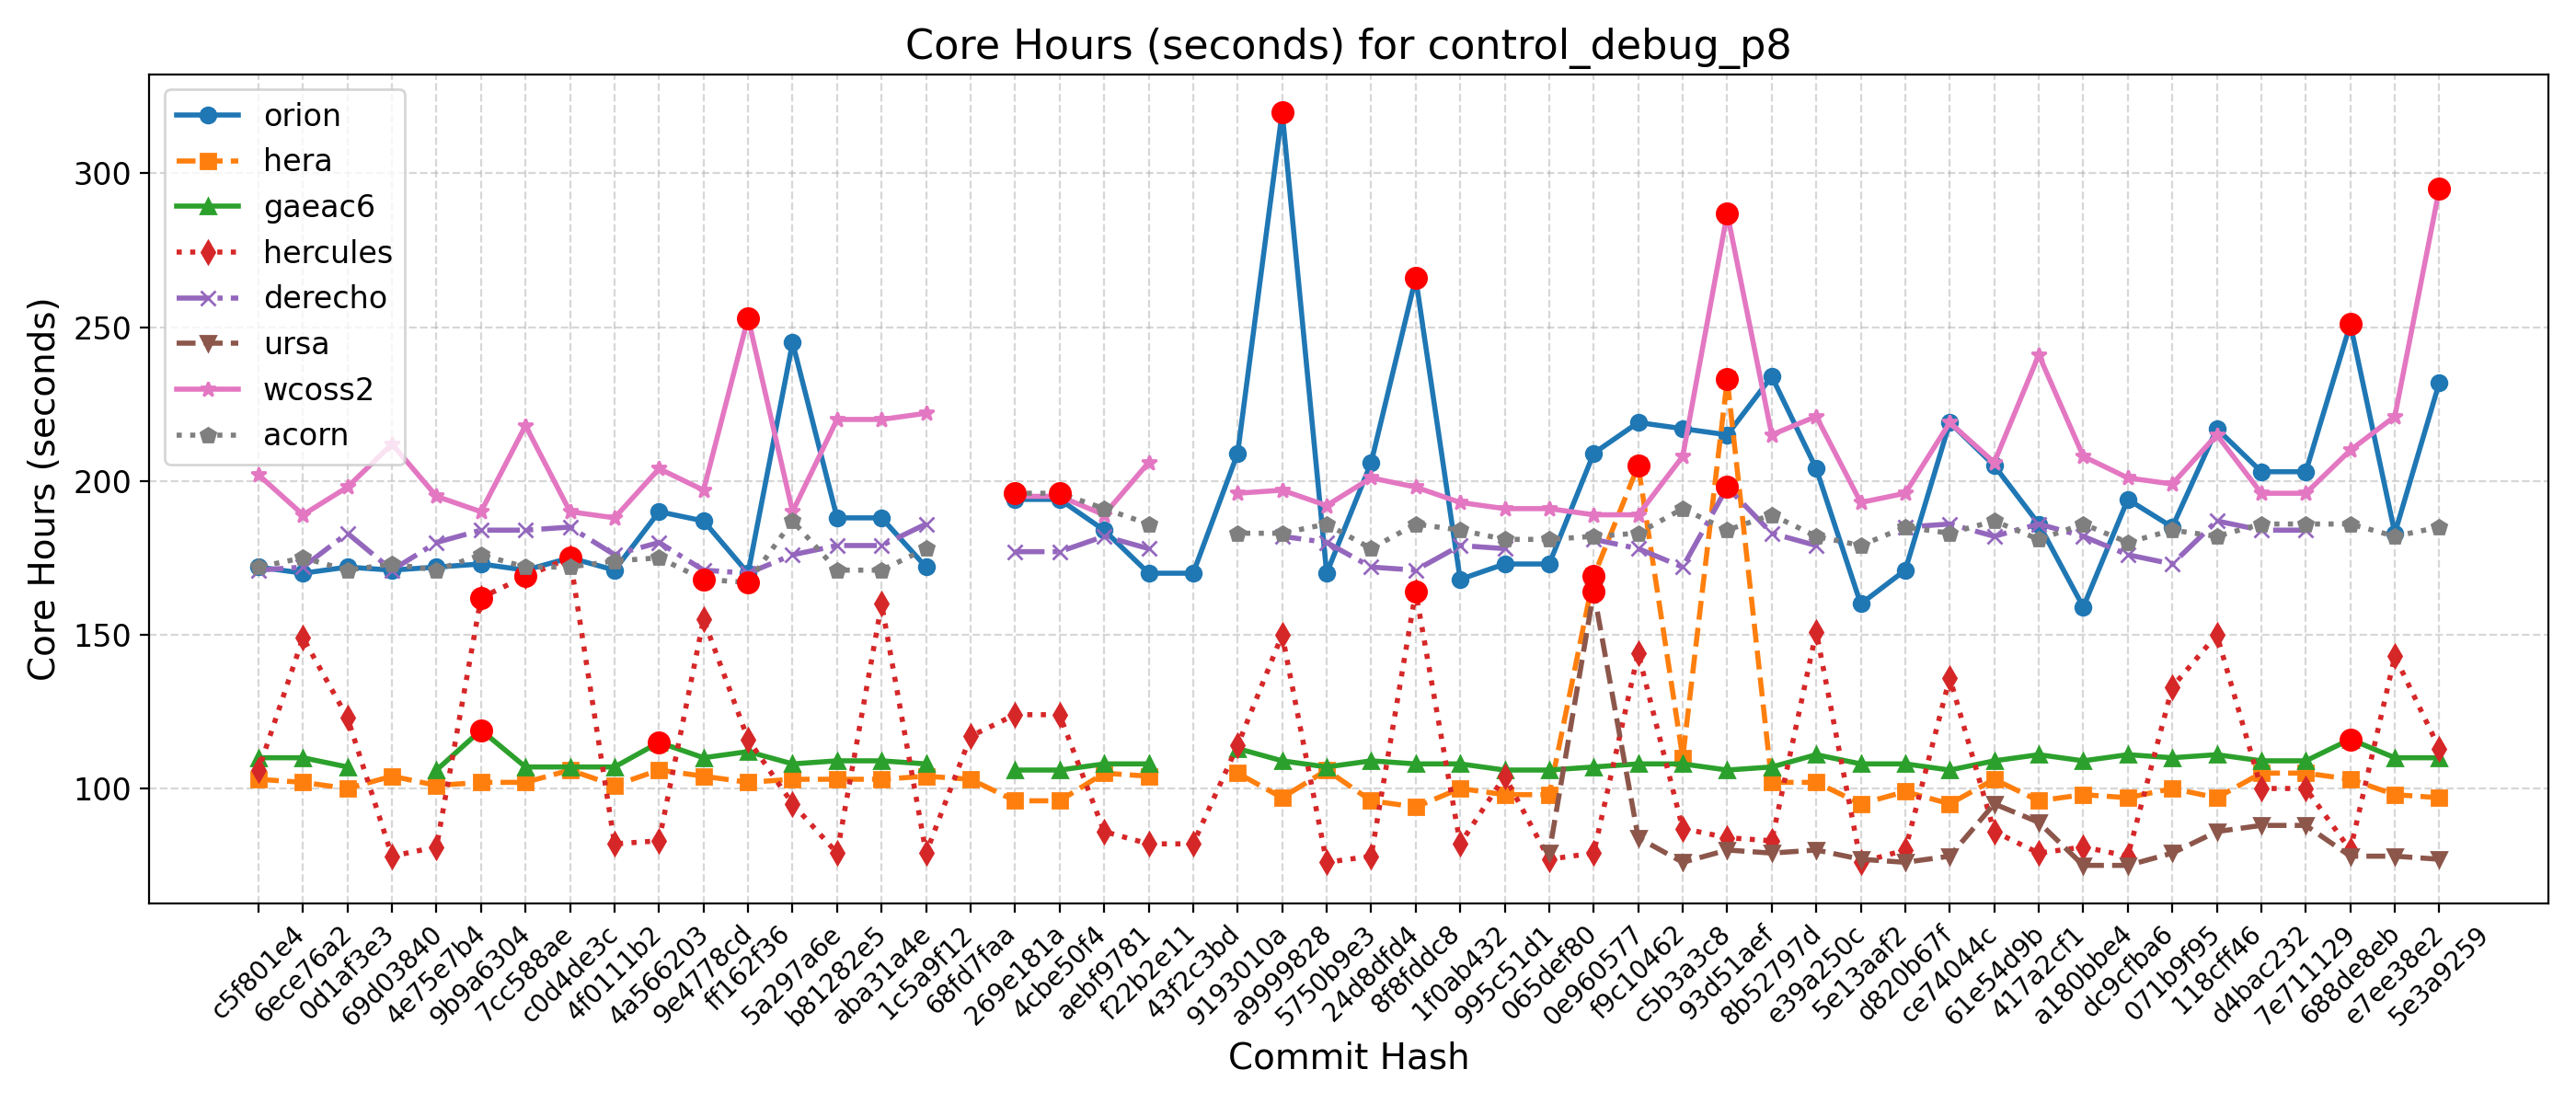 Core Hours (seconds) for control_debug_p8
orion
hera
gaeac6
hercules
derecho
ursa
wcoss2
acorn
Core Hours (seconds)
300
250
200
150
100
c5f801e4
6ece76a2
0d1af3e3
69d03840
4e75e7b4
9b9a6304
7cc588ae
c0d4de3c
4f0111b2
4a566203
9e4778cd
ff162f36
5a297a6e
b81282e5
aba31a4e
1c5a9f12
68fd7faa
269e181a
4cbe50f4
aebf9781
f22b2e11
43f2c3bd
9193010a
a9999828
5750b9e3
24d8dfd4
8f8fddc8
1f0ab432
995c51d1
065def80
0e960577
f9c10462
c5b3a3c8
93d51aef
8b52797d
e39a250c
5e13aaf2
d820b67f
ce74044c
61e54d9b
417a2cf1
a180bbe4
dc9cfba6
071b9f95
118cff46
d4bac232
7e711129
688de8eb
e7ee38e2
5e3a9259
Commit Hash